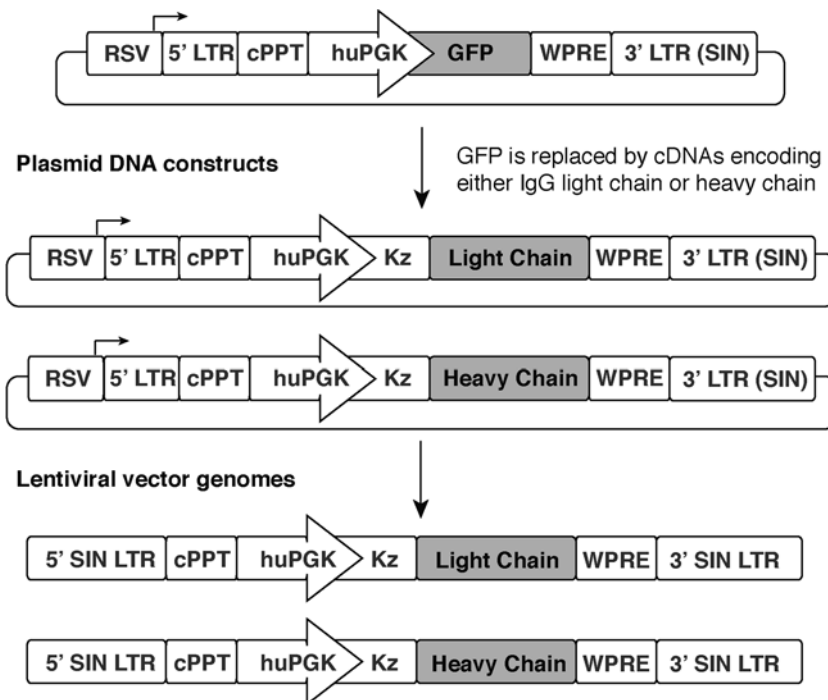 RSV 5’ LTR cPPT huPGK GFP WPRE 3’ LTR (SIN)
Plasmid DNA constructs
GFP is replaced by cDNAs encoding
either IgG light chain or heavy chain
RSV 5’ LTR cPPT huPGK Kz Light Chain WPRE 3’ LTR (SIN)
RSV 5’ LTR cPPT huPGK Kz Heavy Chain WPRE 3’ LTR (SIN)
Lentiviral vector genomes
5’ SIN LTR cPPT huPGK Kz Light Chain WPRE 3’ SIN LTR
5’ SIN LTR cPPT huPGK Kz Heavy Chain WPRE 3’ SIN LTR